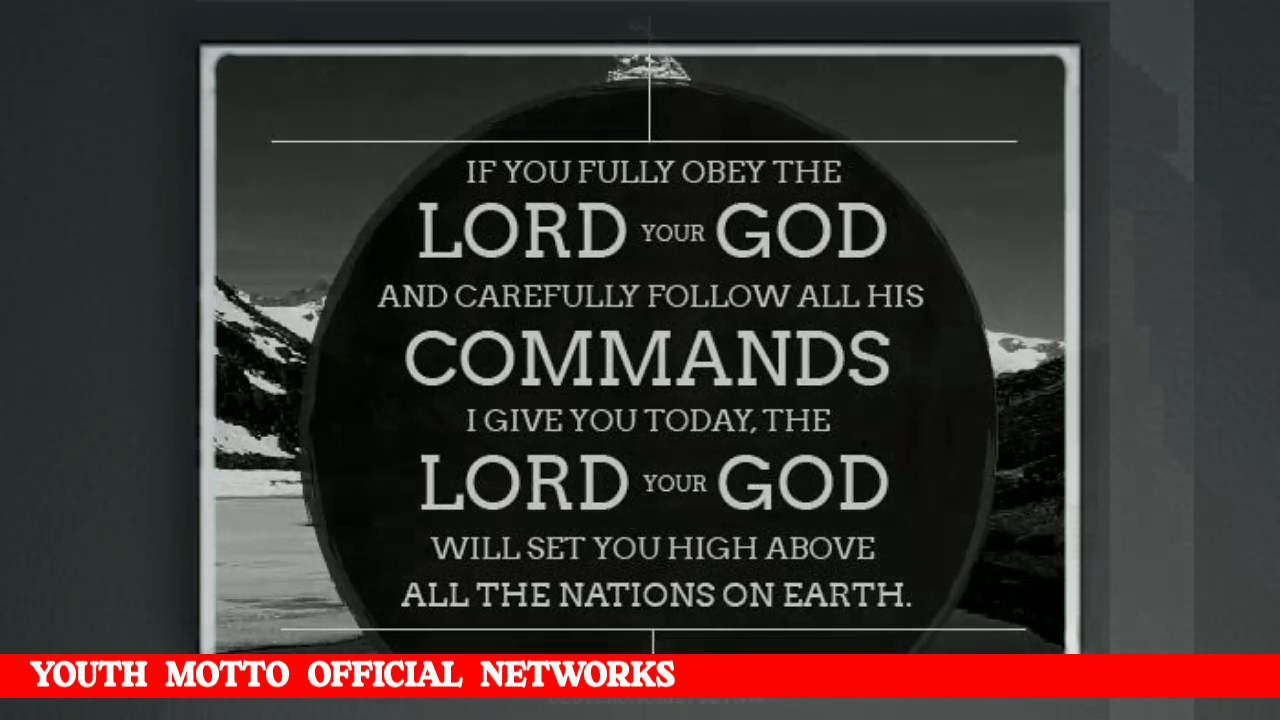 IF YOU FULLY OBEY THE
LORD YOUR GOD
AND CAREFULLY FOLLOW ALL HIS
COMMANDS
I GIVE YOU TODAY, THE
LORD YOUR GOD
WILL SET YOU HIGH ABOVE
ALL THE NATIONS ON EARTH.
YOUTH MOTTO OFFICIAL NETWORKS